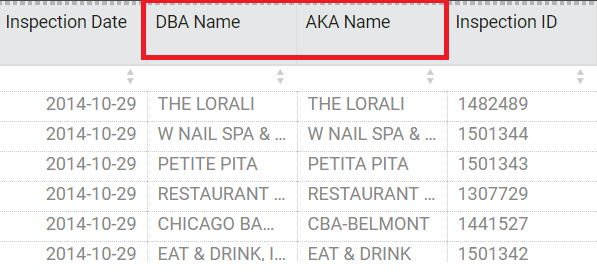 Inspection Date DBA Name AKA Name Inspection ID
2014-10-29 THE LORALI THE LORALI 1482489
2014-10-29 W NAIL SPA & ... W NAIL SPA & ... 1501344
2014-10-29 PETITE PITA PETITA PITA 1501343
2014-10-29 RESTAURANT ... RESTAURANT ... 1307729
2014-10-29 CHICAGO BA... CBA-BELMONT 1441527
2014-10-29 EAT & DRINK, I... EAT & DRINK 1501342